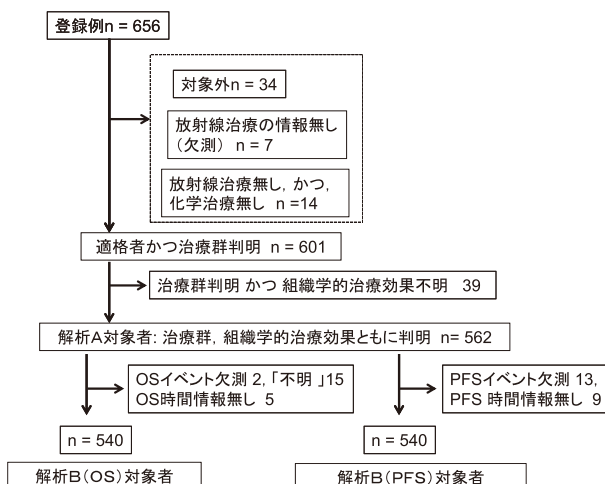 登録例n = 656
対象外n = 34
放射線治療の情報無し
（欠測） n = 7
放射線治療無し，かつ，
化学治療無し n =14
適格者かつ治療群判明 n = 601
治療群判明 かつ 組織学的治療効果不明 39
解析A対象者: 治療群，組織学的治療効果ともに判明 n= 562
OSイベント欠測 2，「不明 」15
OS時間情報無し 5
PFSイベント欠測 13，
PFS 時間情報無し 9
n = 540
n = 540
解析B（OS）対象者
解析B（PFS）対象者